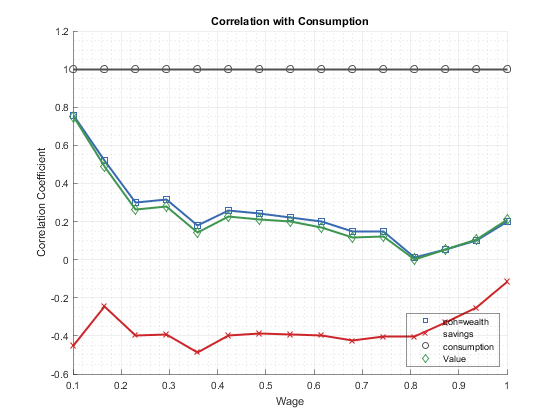 Correlation with Consumption
1.2
1
0.8
0.6
0.4
0.2
0
-0.2
-0.4
-0.6
Correlation Coefficient
savings
consumption
Value
0.1 0.2 0.3 0.4 0.5 0.6 0.7 0.8 0.9 1
Wage